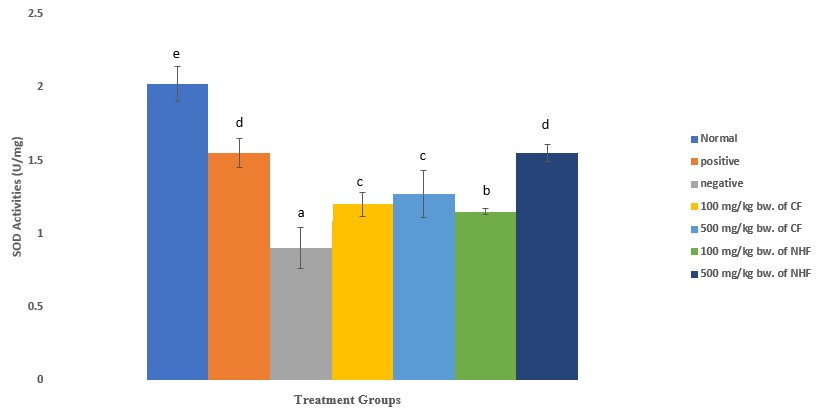 2.5
2
1.5
1
0.5
0
SOD Activities (U/mg)
e
d
a
c
c
b
d
Treatment Groups
Normal
positive
negative
100 mg/kg bw. of CF
500 mg/kg bw. of CF
100 mg/kg bw. of NHF
500 mg/kg bw. of NHF